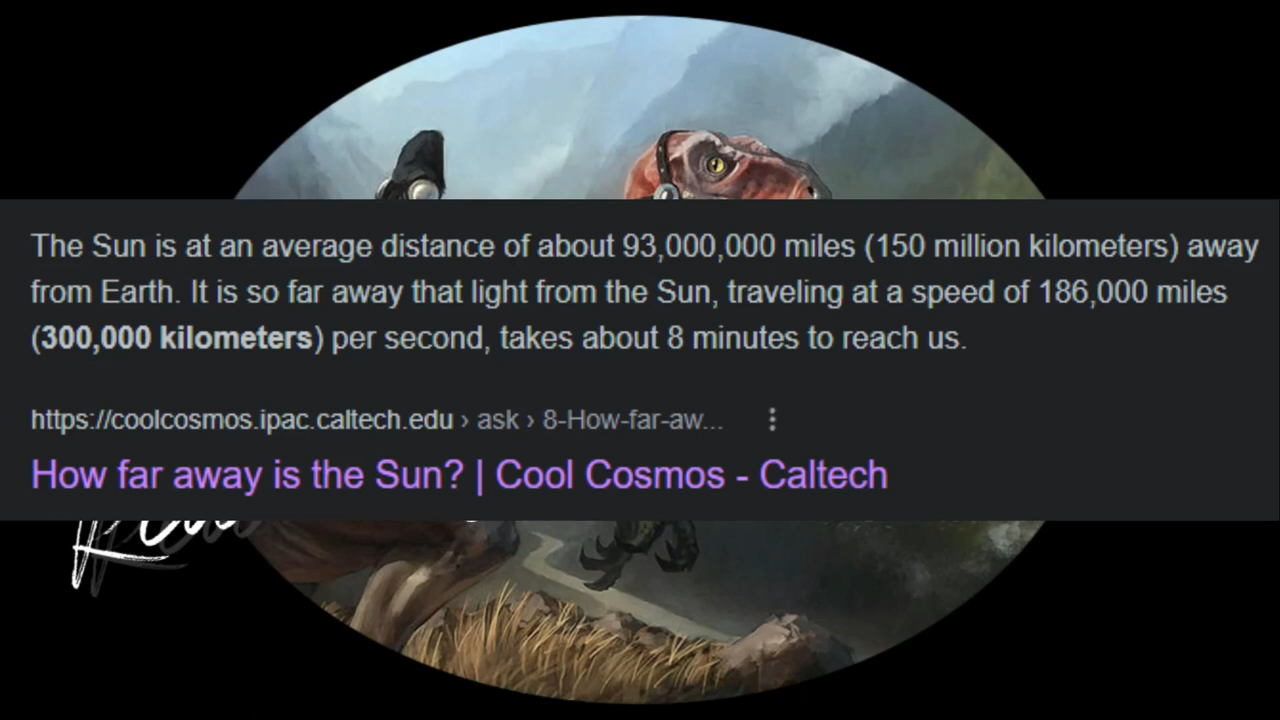 The Sun is at an average distance of about 93,000,000 miles (150 million kilometers) away
from Earth. It is so far away that light from the Sun, traveling at a speed of 186,000 miles
(300,000 kilometers) per second, takes about 8 minutes to reach us.
https://coolcosmos.ipac.caltech.edu › ask › 8-How-far-aw...
How far away is the Sun? | Cool Cosmos - Caltech